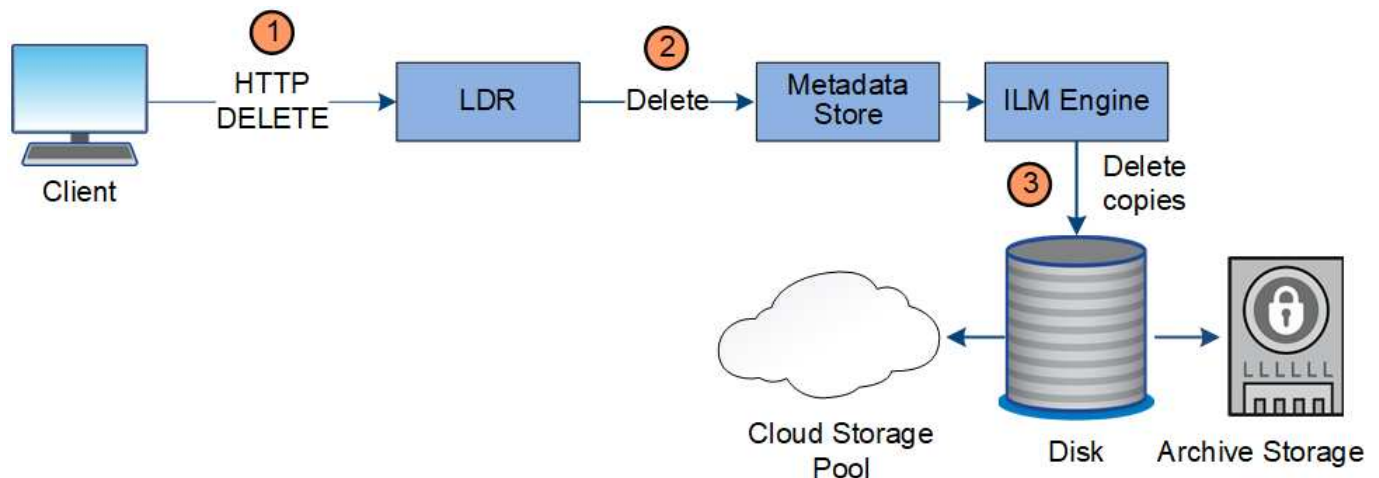 1
HTTP
DELETE
Client
LDR
2
Delete
Metadata
Store
ILM Engine
3
Delete
copies
Cloud Storage
Pool
Disk
LLLLLL
Archive Storage